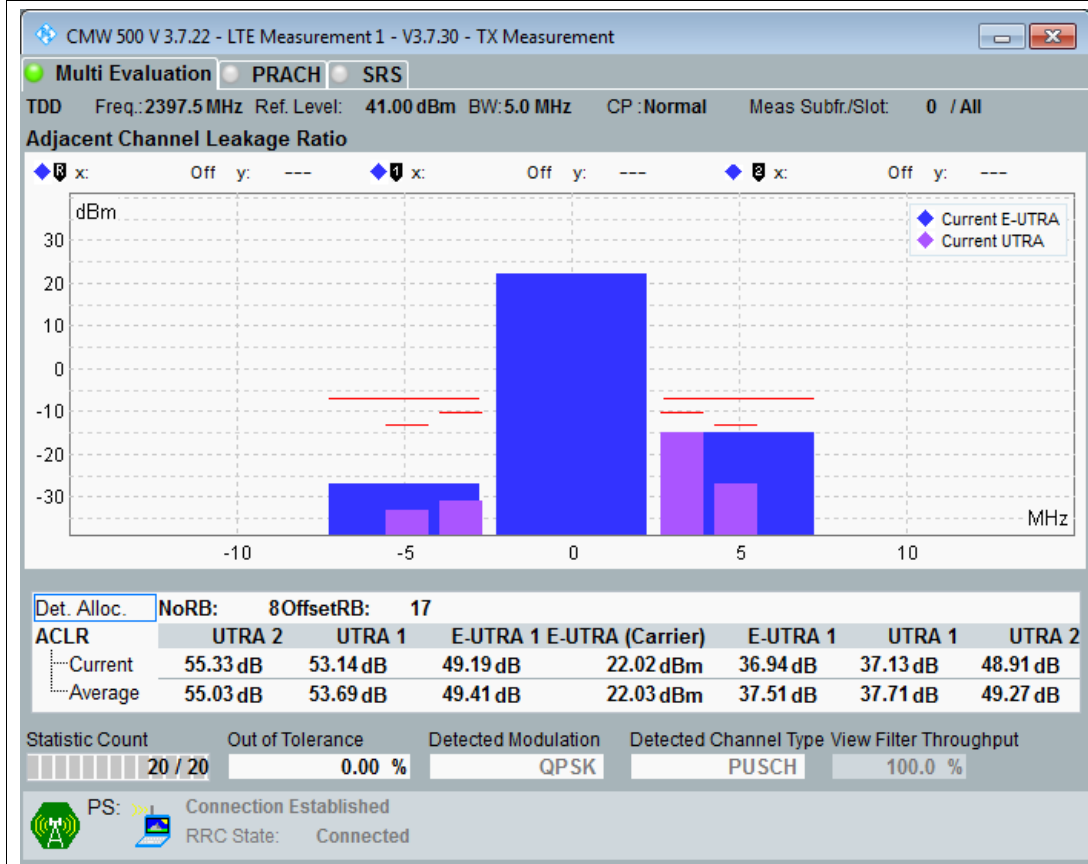 CMW 500 V 3.7.22 - LTE Measurement 1 - V3.7.30 - TX Measurement
Multi Evaluation PRACH SRS
TDD Freq.: 2397.5 MHz Ref. Level: 41.00 dBm BW: 5.0 MHz CP : Normal Meas Subfr./Slot: 0 / All
Adjacent Channel Leakage Ratio
R x: Off y: --- 1 x: Off y: --- 2 x: Off y: ---
dBm
Current E-UTRA
Current UTRA
30
20
10
0
-10
-20
-30
MHz
-10 -5 0 5 10
Det. Alloc. NoRB: 8 OffsetRB: 17
ACLR UTRA 2 UTRA 1 E-UTRA 1 E-UTRA (Carrier) E-UTRA 1 UTRA 1 UTRA 2
Current 55.33 dB 53.14 dB 49.19 dB 22.02 dBm 36.94 dB 37.13 dB 48.91 dB
Average 55.03 dB 53.69 dB 49.41 dB 22.03 dBm 37.51 dB 37.71 dB 49.27 dB
Statistic Count Out of Tolerance Detected Modulation Detected Channel Type View Filter Throughput
20 / 20 0.00 % QPSK PUSCH 100.0 %
PS: Connection Established
RRC State: Connected